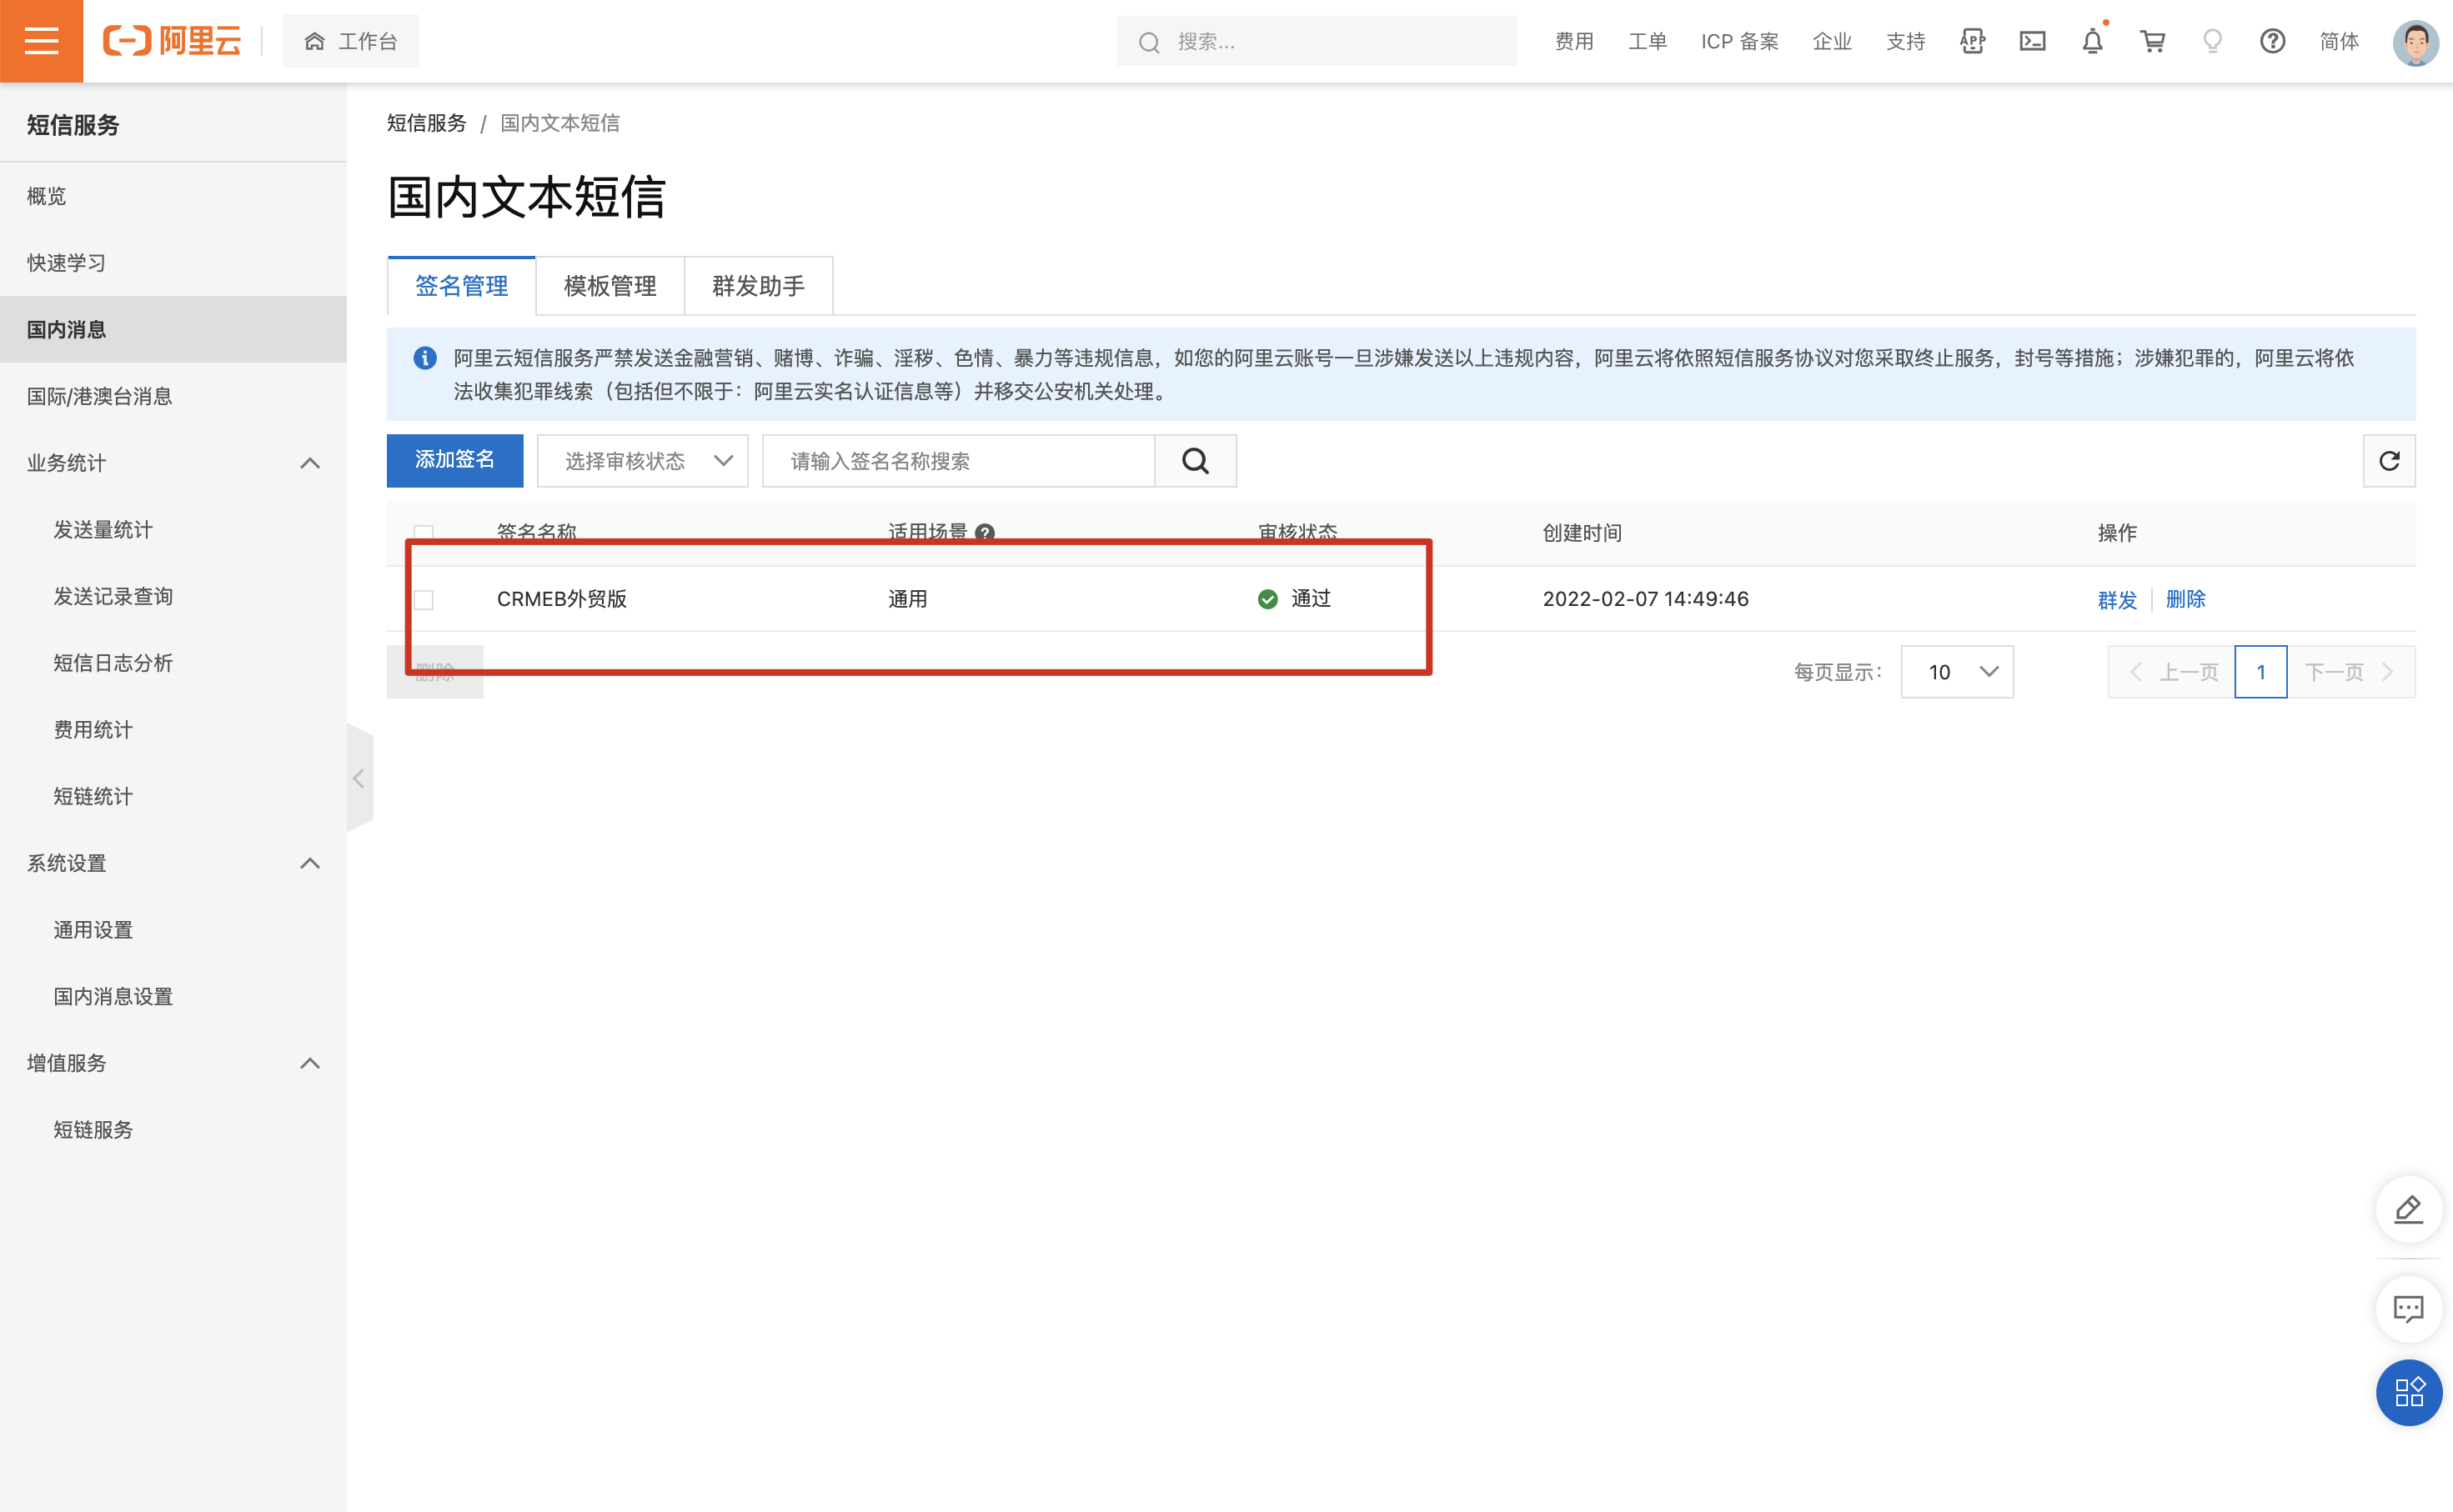 阿里云
工作台
搜索...
费用
工单
ICP 备案
企业
支持
APP
简体
短信服务
概览
快速学习
国内消息
国际/港澳台消息
业务统计
发送量统计
发送记录查询
短信日志分析
费用统计
短链统计
系统设置
通用设置
国内消息设置
增值服务
短链服务
短信服务 / 国内文本短信
国内文本短信
签名管理
模板管理
群发助手
阿里云短信服务严禁发送金融营销、赌博、诈骗、淫秽、色情、暴力等违规信息，如您的阿里云账号一旦涉嫌发送以上违规内容，阿里云将依照短信服务协议对您采取终止服务，封号等措施；涉嫌犯罪的，阿里云将依
法收集犯罪线索（包括但不限于：阿里云实名认证信息等）并移交公安机关处理。
添加签名
选择审核状态
请输入签名名称搜索
签名名称 适用场景 审核状态 创建时间 操作
CRMEB外贸版 通用 通过 2022-02-07 14:49:46 群发 删除
删除
每页显示： 10
上一页 1 下一页